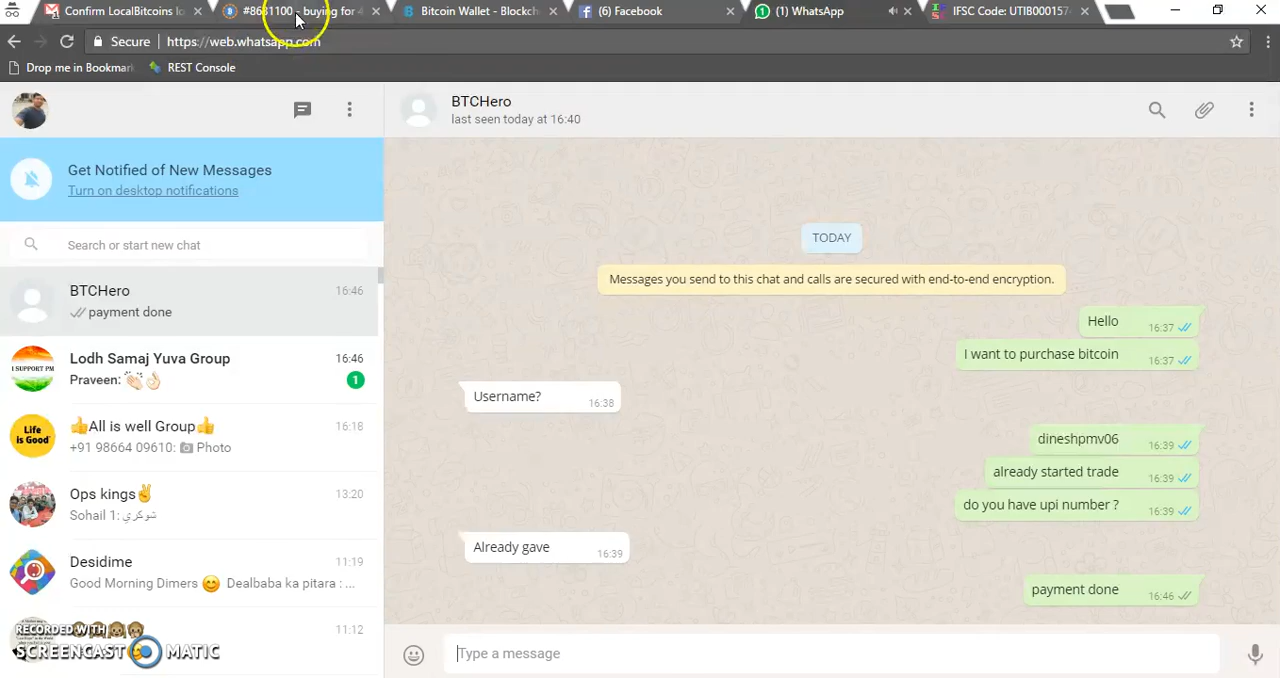 Confirm LocalBitcoins lo
#8681100 - buying for 4
Bitcoin Wallet - Blockch
(6) Facebook
(1) WhatsApp
IFSC Code: UTIB000157
Secure
https://web.whatsapp.com
Drop me in Bookmar
REST Console
BTCHero
last seen today at 16:40
Get Notified of New Messages
Turn on desktop notifications
Search or start new chat
BTCHero
16:46
payment done
Lodh Samaj Yuva Group
16:46
I SUPPORT PM
Praveen: 👏👌
1
👍All is well Group👍
16:18
Life is Good
+91 98664 09610: Photo
Ops kings✌
13:20
Sohail 1: شوكري
Desidime
11:19
Good Morning Dimers 😊 Dealbaba ka pitara : ...
11:12
RECORDED WITH
SCREENCAST MATIC
TODAY
Messages you send to this chat and calls are secured with end-to-end encryption.
Hello
16:37
I want to purchase bitcoin
16:37
Username?
16:38
dineshpmv06
16:39
already started trade
16:39
do you have upi number ?
16:39
Already gave
16:39
payment done
16:46
Type a message